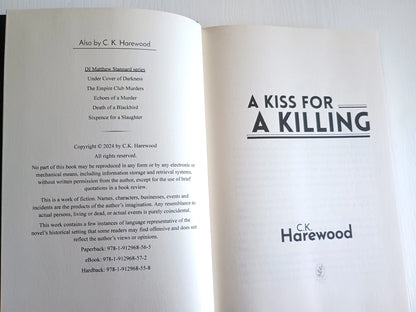 Also by C. K. Harewood
DI Matthew Stannard series
Under Cover of Darkness
The Empire Club Murders
Echoes of a Murder
Death of a Blackbird
Sixpence for a Slaughter
Copyright © 2024 by C.K. Harewood
All rights reserved.
No part of this book may be reproduced in any form or by any electronic or
mechanical means, including information storage and retrieval systems,
without written permission from the author, except for the use of brief
quotations in a book review.
This is a work of fiction. Names, characters, businesses, events and
incidents are the products of the author's imagination. Any resemblance to
actual persons, living or dead, or actual events is purely coincidental.
This work contains a few instances of language representative of the
novel's historical setting that some readers may find offensive and does not
reflect the author's views or opinions.
Paperback: 978-1-912968-56-5
eBook: 978-1-912968-57-2
Hardback: 978-1-912968-55-8
A KISS FOR
A KILLING
C.K.
Harewood